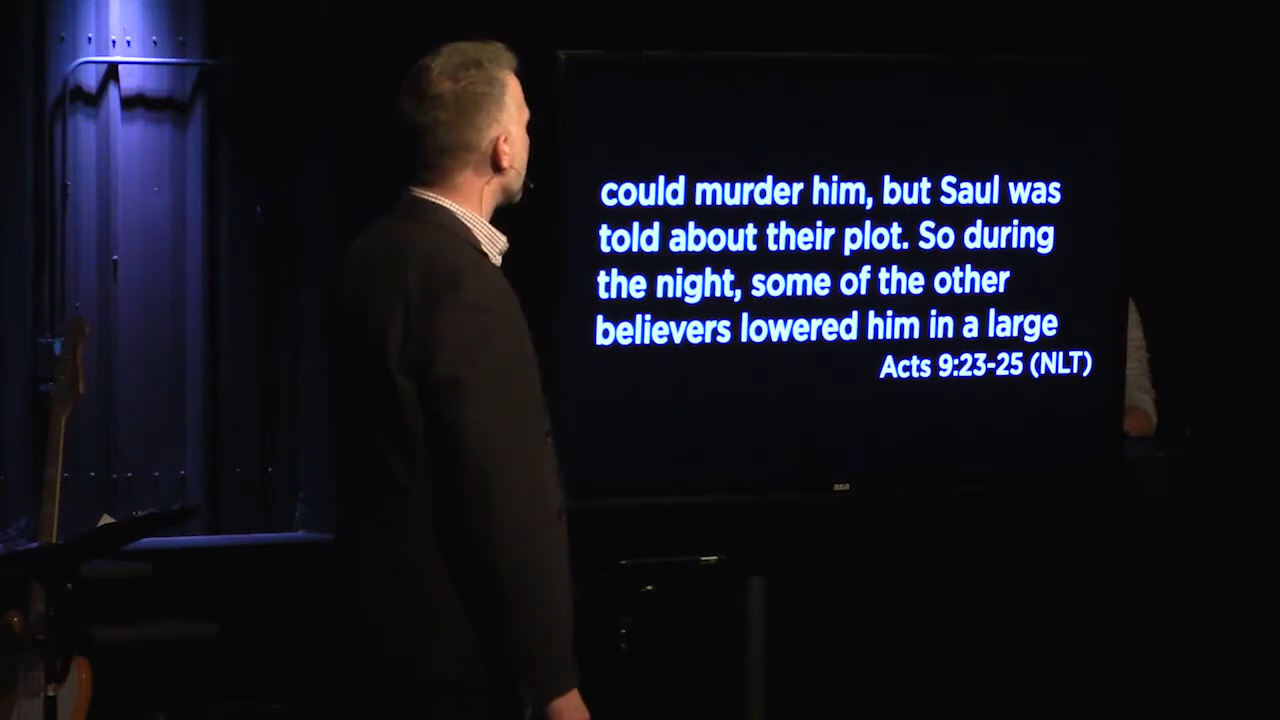 could murder him, but Saul was
told about their plot. So during
the night, some of the other
believers lowered him in a large
Acts 9:23-25 (NLT)
RCA